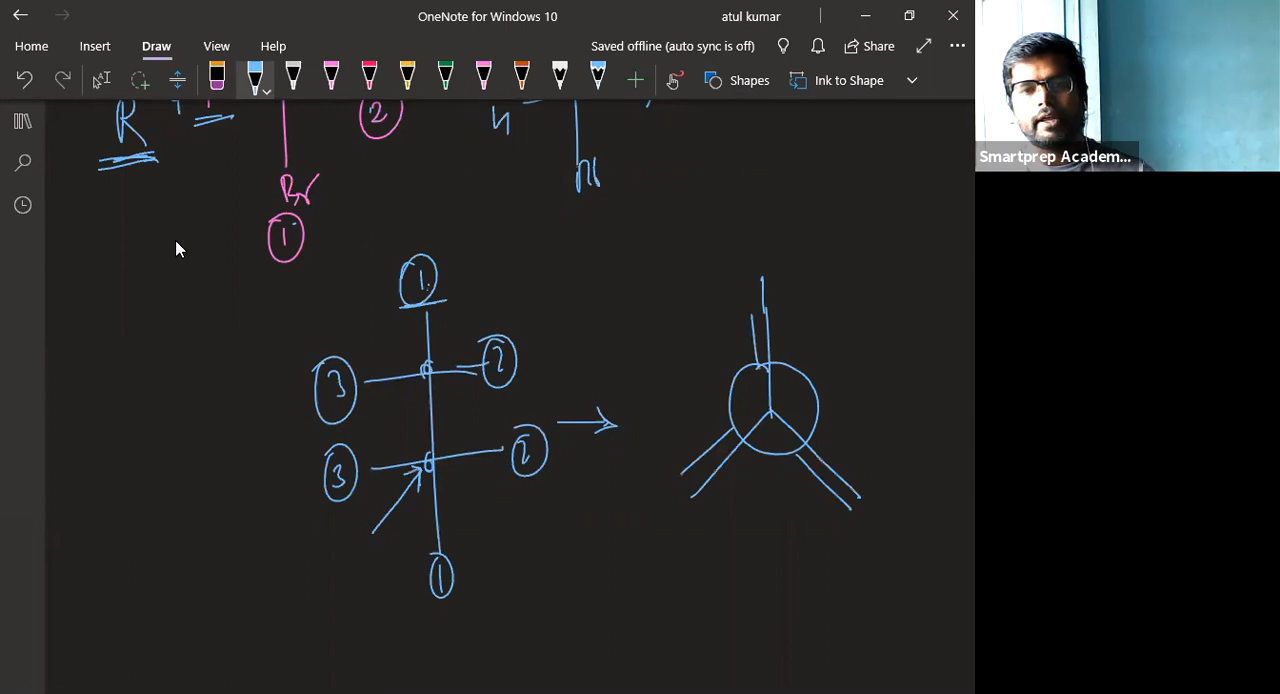 OneNote for Windows 10
atul kumar
Home Insert Draw View Help
Saved offline (auto sync is off)
Share
Shapes
Ink to Shape
Smartprep Academ...
R
2
H
Br
1
1
3
2
3
2
1